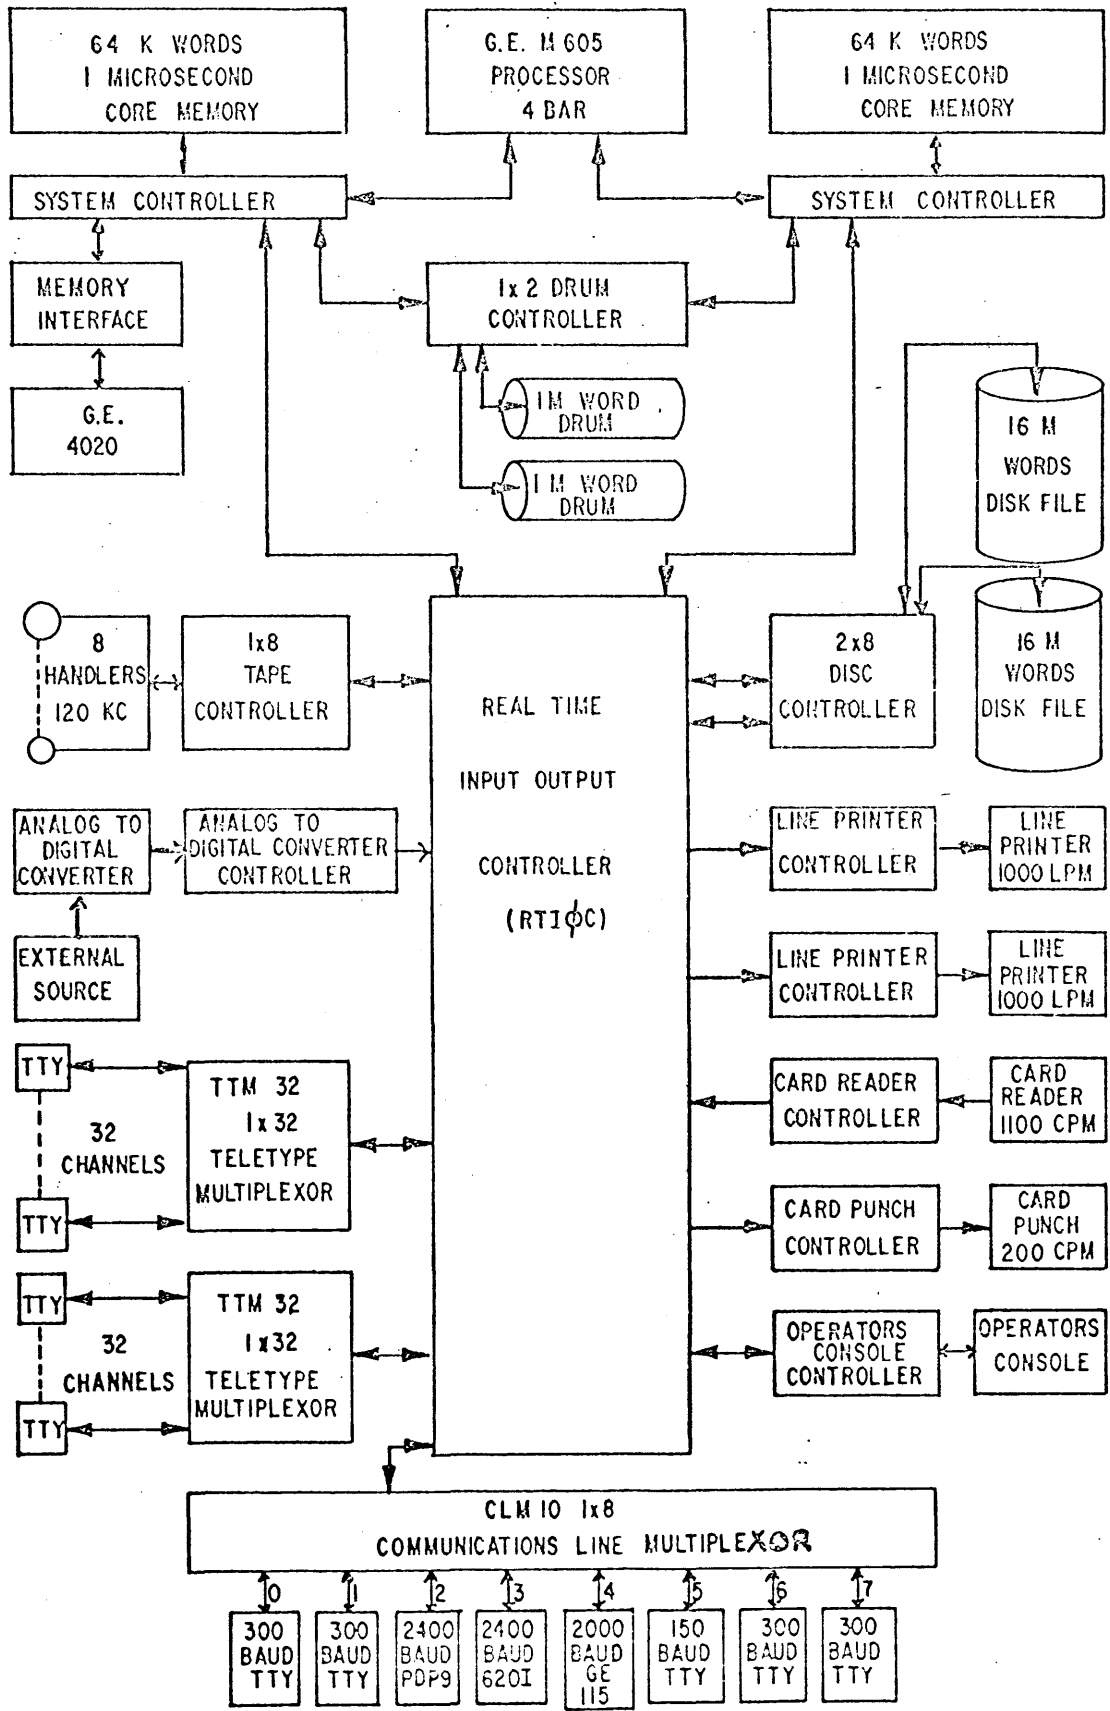 64 K WORDS
1 MICROSECOND
CORE MEMORY
G.E. M 605
PROCESSOR
4 BAR
64 K WORDS
1 MICROSECOND
CORE MEMORY
SYSTEM CONTROLLER
SYSTEM CONTROLLER
MEMORY
INTERFACE
1x2 DRUM
CONTROLLER
G.E.
4020
1M WORD
DRUM
1 M WORD
DRUM
16 M
WORDS
DISK FILE
16 M
WORDS
DISK FILE
8
HANDLERS
120 KC
1x8
TAPE
CONTROLLER
REAL TIME
INPUT OUTPUT
CONTROLLER
(RTIϕC)
2x8
DISC
CONTROLLER
ANALOG TO
DIGITAL
CONVERTER
ANALOG TO
DIGITAL CONVERTER
CONTROLLER
LINE PRINTER
CONTROLLER
LINE
PRINTER
1000 LPM
EXTERNAL
SOURCE
LINE PRINTER
CONTROLLER
LINE
PRINTER
1000 LPM
TTY
32
CHANNELS
TTY
TTM 32
1x32
TELETYPE
MULTIPLEXOR
CARD READER
CONTROLLER
CARD
READER
1100 CPM
CARD PUNCH
CONTROLLER
CARD
PUNCH
200 CPM
TTY
32
CHANNELS
TTY
TTM 32
1x32
TELETYPE
MULTIPLEXOR
OPERATORS
CONSOLE
CONTROLLER
OPERATORS
CONSOLE
CLM 10 1x8
COMMUNICATIONS LINE MULTIPLEXOR
0 1 2 3 4 5 6 7
300
BAUD
TTY
300
BAUD
TTY
2400
BAUD
PDP9
2400
BAUD
620I
2000
BAUD
GE
115
150
BAUD
TTY
300
BAUD
TTY
300
BAUD
TTY